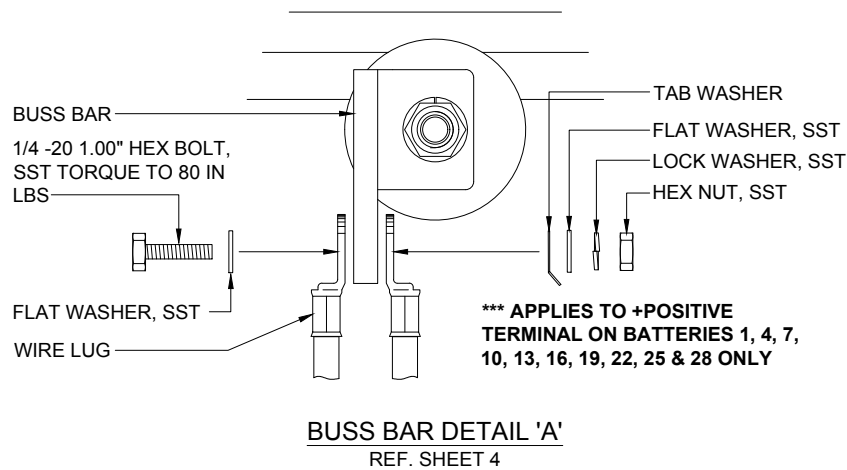 BUSS BAR
1/4 -20 1.00" HEX BOLT,
SST TORQUE TO 80 IN
LBS
FLAT WASHER, SST
WIRE LUG
TAB WASHER
FLAT WASHER, SST
LOCK WASHER, SST
HEX NUT, SST
*** APPLIES TO +POSITIVE
TERMINAL ON BATTERIES 1, 4, 7,
10, 13, 16, 19, 22, 25 & 28 ONLY
BUSS BAR DETAIL 'A'
REF. SHEET 4